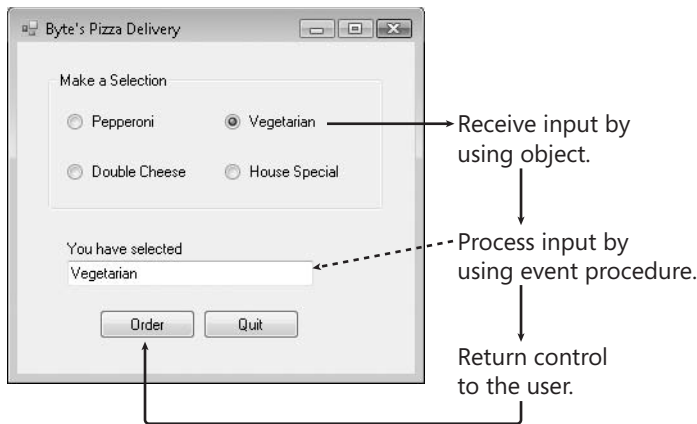 Byte's Pizza Delivery
Make a Selection
Pepperoni
Vegetarian
Double Cheese
House Special
You have selected
Vegetarian
Order
Quit
Receive input by
using object.
Process input by
using event procedure.
Return control
to the user.